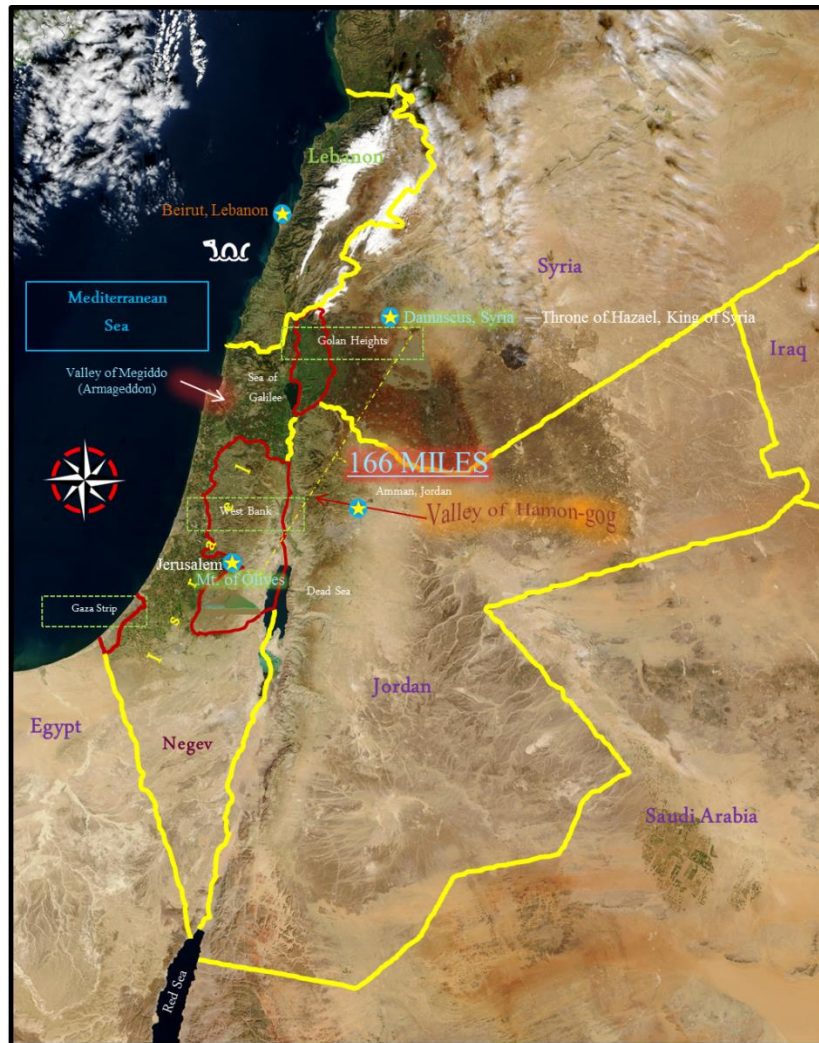 Lebanon
Beirut, Lebanon
Syria
Mediterranean
Sea
Damascus, Syria
Throne of Hazael, King of Syria
Golan Heights
Iraq
Valley of Megiddo
(Armageddon)
Sea of
Galilee
166 MILES
Amman, Jordan
Valley of Hamon-gog
West Bank
Israel
Jerusalem
Mt. of Olives
Dead Sea
Gaza Strip
Jordan
Egypt
Negev
Saudi Arabia
Red Sea